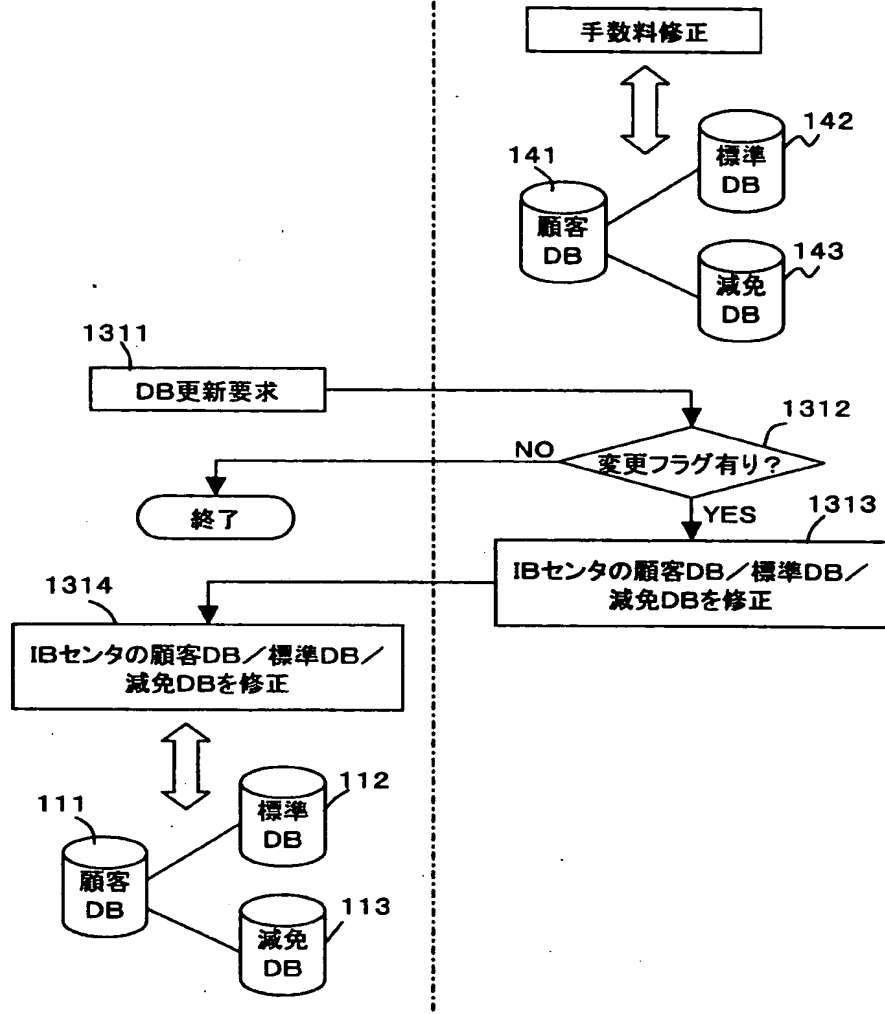 手数料修正
142
標準
DB
141
顧客
DB
143
減免
DB
1311
DB更新要求
1312
変更フラグ有り?
NO
終了
YES
1313
IBセンタの顧客DB/標準DB/
減免DBを修正
1314
IBセンタの顧客DB/標準DB/
減免DBを修正
112
標準
DB
111
顧客
DB
113
減免
DB